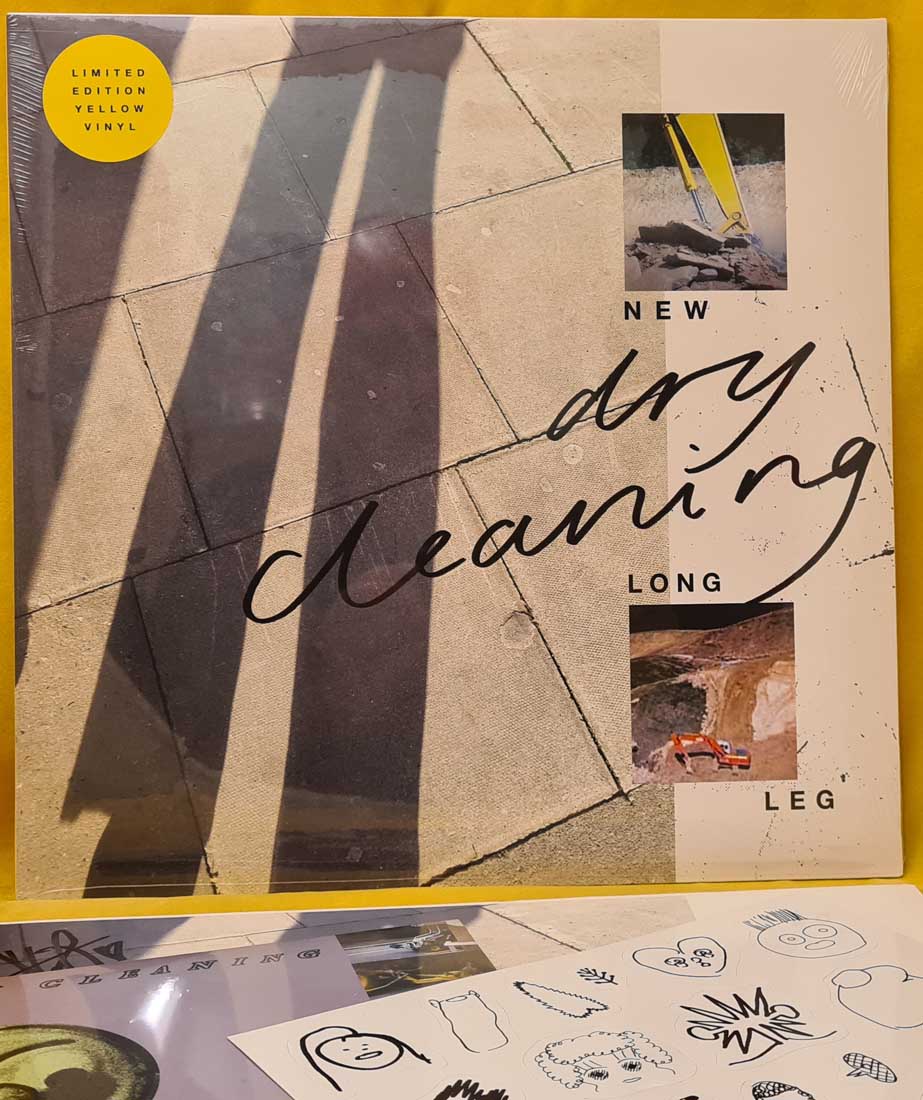 LIMITED
EDITION
YELLOW
VINYL
NEW
dry
cleaning
LONG
LEG
CLEANING